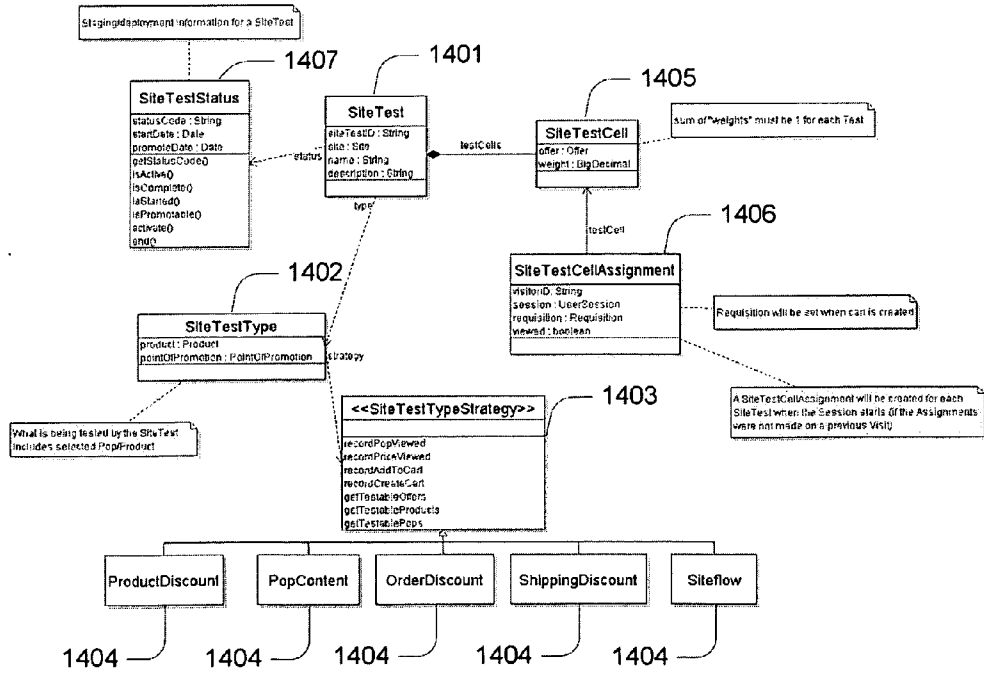 Staging/deployment information for a SiteTest
1407
1401
1405
SiteTestStatus
statusCode : String
startDate : Date
promoteDate : Date
getStatusCode()
isActive()
isComplete()
isStarted()
isPromotable()
activate()
end()
status
SiteTest
siteTestID : String
site : Site
name : String
description : String
type
testCells
SiteTestCell
offer : Offer
weight : BigDecimal
sum of "weights" must be 1 for each Test
testCell
1406
SiteTestCellAssignment
visitorID, String
session : UserSession
requisition : Requisition
viewed : boolean
Requisition will be set when cart is created
A SiteTestCellAssignment will be created for each
SiteTest when the Session starts (if the Assignments
were not made on a previous Visit)
1402
SiteTestType
product : Product
pointOfPromotion : PointOfPromotion
strategy
What is being tested by the SiteTest
Includes selected Pop/Product
1403
<<SiteTestTypeStrategy>>
recordPopViewed
recordPriceViewed
recordAddToCart
recordCreateCart
getTestableOffers
getTestableProducts
getTestablePops
ProductDiscount
PopContent
OrderDiscount
ShippingDiscount
Siteflow
1404
1404
1404
1404
1404